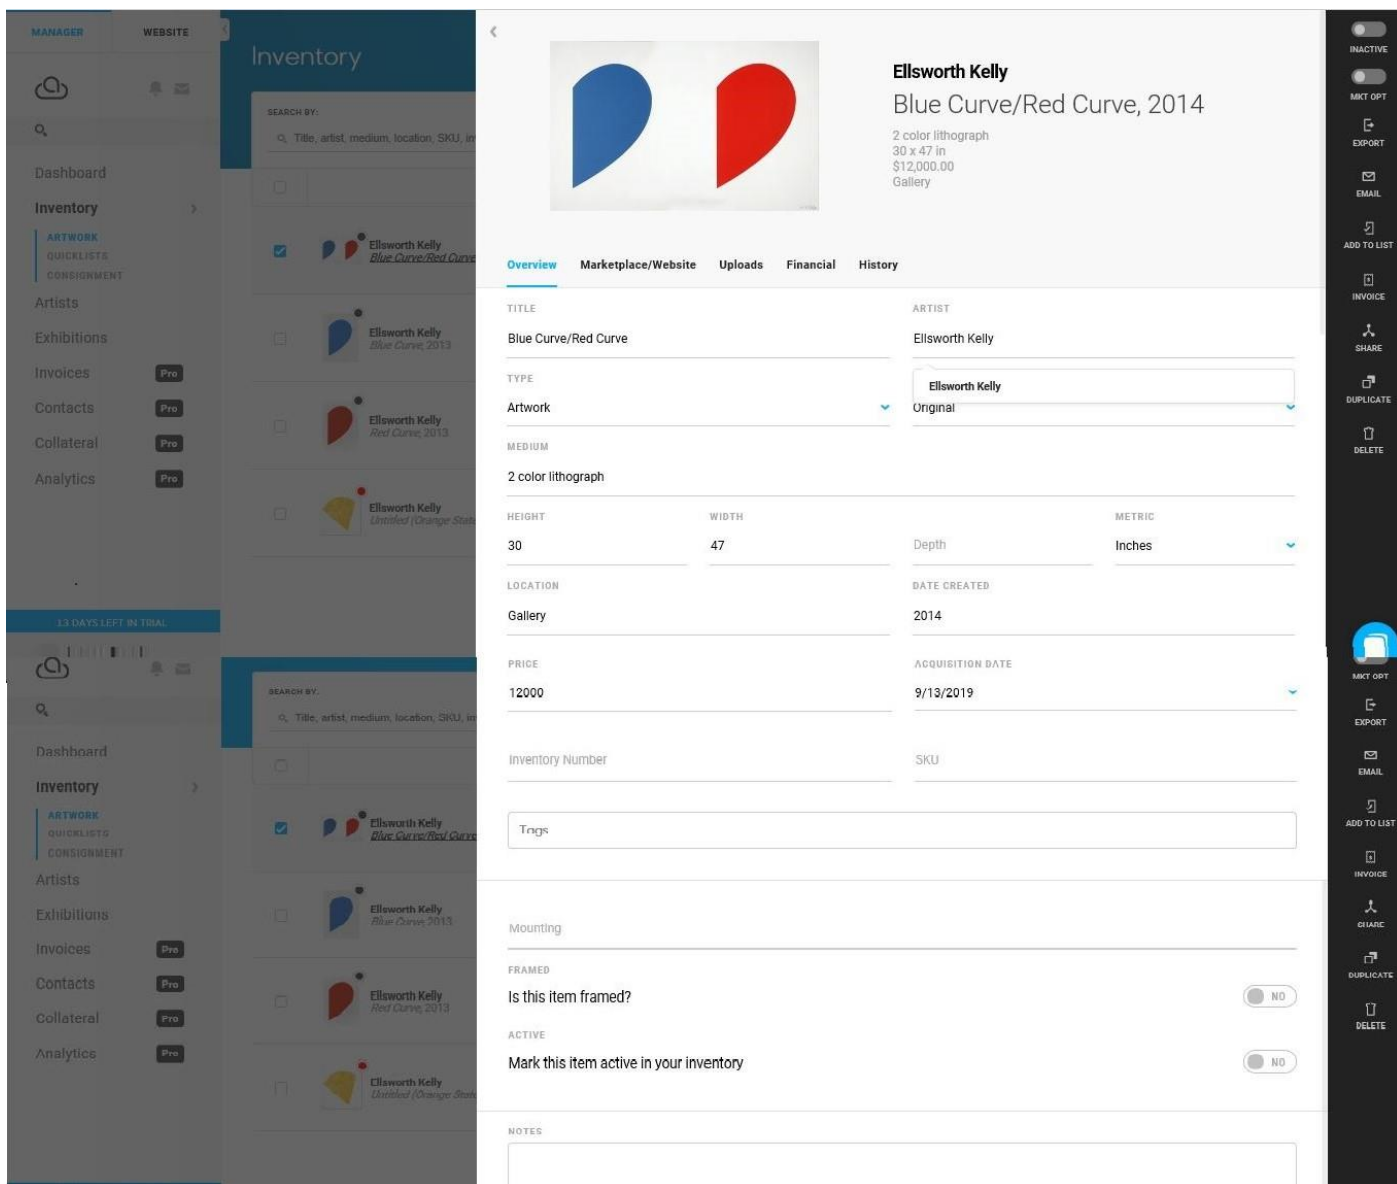 MANAGER
WEBSITE
Dashboard
Inventory
ARTWORK
QUICKLISTS
CONSIGNMENT
Artists
Exhibitions
Invoices Pro
Contacts Pro
Collateral Pro
Analytics Pro
13 DAYS LEFT IN TRIAL
Inventory
SEARCH BY:
Title, artist, medium, location, SKU, in
Ellsworth Kelly
Blue Curve/Red Curve
Ellsworth Kelly
Blue Curve, 2013
Ellsworth Kelly
Red Curve, 2013
Ellsworth Kelly
Untitled (Orange State
Ellsworth Kelly
Blue Curve/Red Curve, 2014
2 color lithograph
30 x 47 in
$12,000.00
Gallery
Overview Marketplace/Website Uploads Financial History
TITLE
Blue Curve/Red Curve
ARTIST
Ellsworth Kelly
Ellsworth Kelly
TYPE
Artwork
Original
MEDIUM
2 color lithograph
HEIGHT
30
WIDTH
47
Depth
METRIC
Inches
LOCATION
Gallery
DATE CREATED
2014
INACTIVE
MKT OPT
EXPORT
EMAIL
ADD TO LIST
INVOICE
SHARE
DUPLICATE
DELETE
Dashboard
Inventory
ARTWORK
QUICKLISTS
CONSIGNMENT
Artists
Exhibitions
Invoices Pro
Contacts Pro
Collateral Pro
Analytics Pro
SEARCH BY:
Title, artist, medium, location, SKU, in
Ellsworth Kelly
Blue Curve/Red Curve
Ellsworth Kelly
Blue Curve, 2013
Ellsworth Kelly
Red Curve, 2013
Ellsworth Kelly
Untitled (Orange State
PRICE
12000
ACQUISITION DATE
9/13/2019
Inventory Number
SKU
Tags
Mounting
FRAMED
Is this item framed? NO
ACTIVE
Mark this item active in your inventory NO
NOTES
MKT OPT
EXPORT
EMAIL
ADD TO LIST
INVOICE
SHARE
DUPLICATE
DELETE